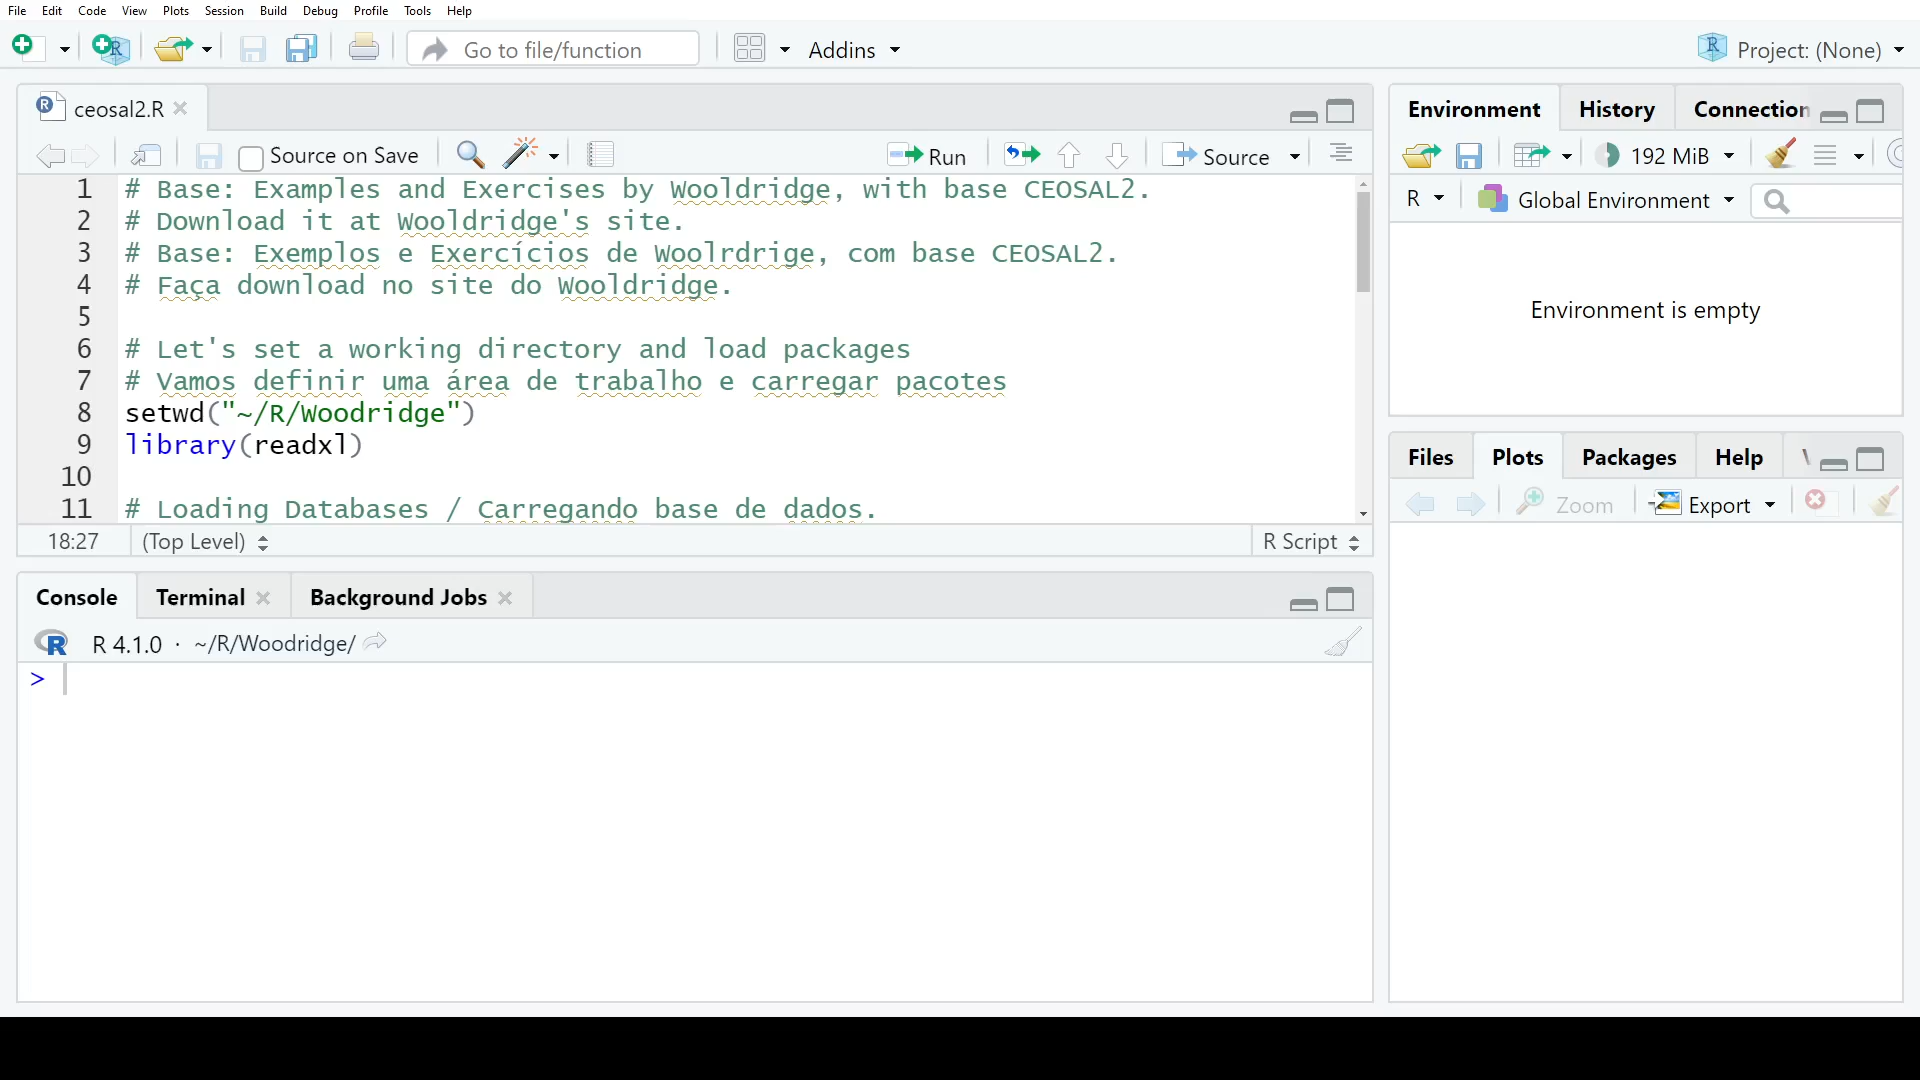 File Edit Code View Plots Session Build Debug Profile Tools Help
Go to file/function Addins Project: (None)
ceosal2.R
Source on Save Run Source
1 # Base: Examples and Exercises by Wooldridge, with base CEOSAL2.
2 # Download it at Wooldridge's site.
3 # Base: Exemplos e Exercícios de Woolrdrige, com base CEOSAL2.
4 # Faça download no site do Wooldridge.
5
6 # Let's set a working directory and load packages
7 # Vamos definir uma área de trabalho e carregar pacotes
8 setwd("~/R/Woodridge")
9 library(readxl)
10
11 # Loading Databases / Carregando base de dados.
18:27 (Top Level) R Script
Console Terminal Background Jobs
R 4.1.0 · ~/R/Woodridge/
>
Environment History Connection
192 MiB
R Global Environment
Environment is empty
Files Plots Packages Help
Zoom Export